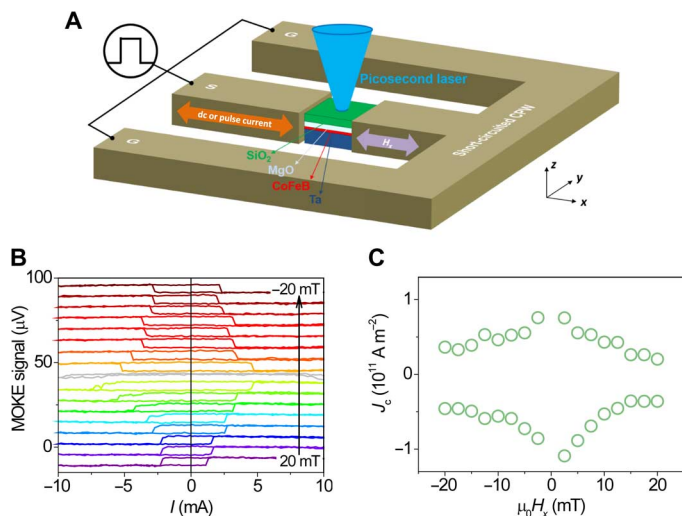 A
G
S
G
Picosecond laser
dc or pulse current
Hₓ
Short-circuited CPW
SiO₂
MgO
CoFeB
Ta
z
y
x
B
MOKE signal (μV)
100
50
0
−20 mT
20 mT
−10
−5
0
5
10
I (mA)
C
J_c (10¹¹ A m⁻²)
1
0
−1
−20
−10
0
10
20
μ₀Hₓ (mT)